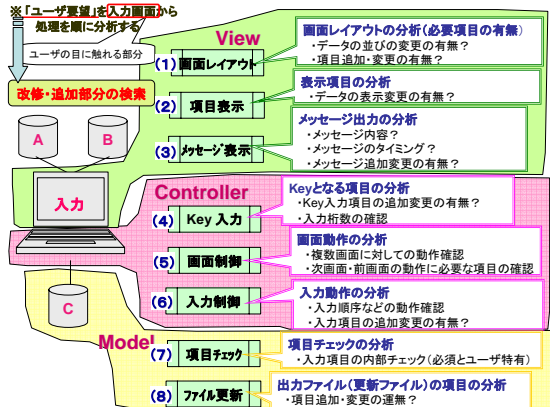 ※「ユーザ要望」を入力画面から
処理を順に分析する
ユーザの目に触れる部分
改修・追加部分の検索
A
B
入力
C
View
(1)
画面レイアウト
画面レイアウトの分析(必要項目の有無)
・データの並びの変更の有無?
・項目追加・変更の有無?
(2)
項目表示
表示項目の分析
・データの表示変更の有無?
(3)
メッセージ表示
メッセージ出力の分析
・メッセージ内容?
・メッセージのタイミング?
・メッセージ追加変更の有無?
Controller
(4)
Key 入力
Keyとなる項目の分析
・Key入力項目の追加変更の有無?
・入力桁数の確認
(5)
画面制御
画面動作の分析
・複数画面に対しての動作確認
・次画面・前画面の動作に必要な項目の確認
(6)
入力制御
入力動作の分析
・入力順序などの動作確認
・入力項目の追加変更の有無?
Model
(7)
項目チェック
項目チェックの分析
・入力項目の内部チェック(必須とユーザ特有)
(8)
ファイル更新
出力ファイル(更新ファイル)の項目の分析
・項目追加・変更の運無?